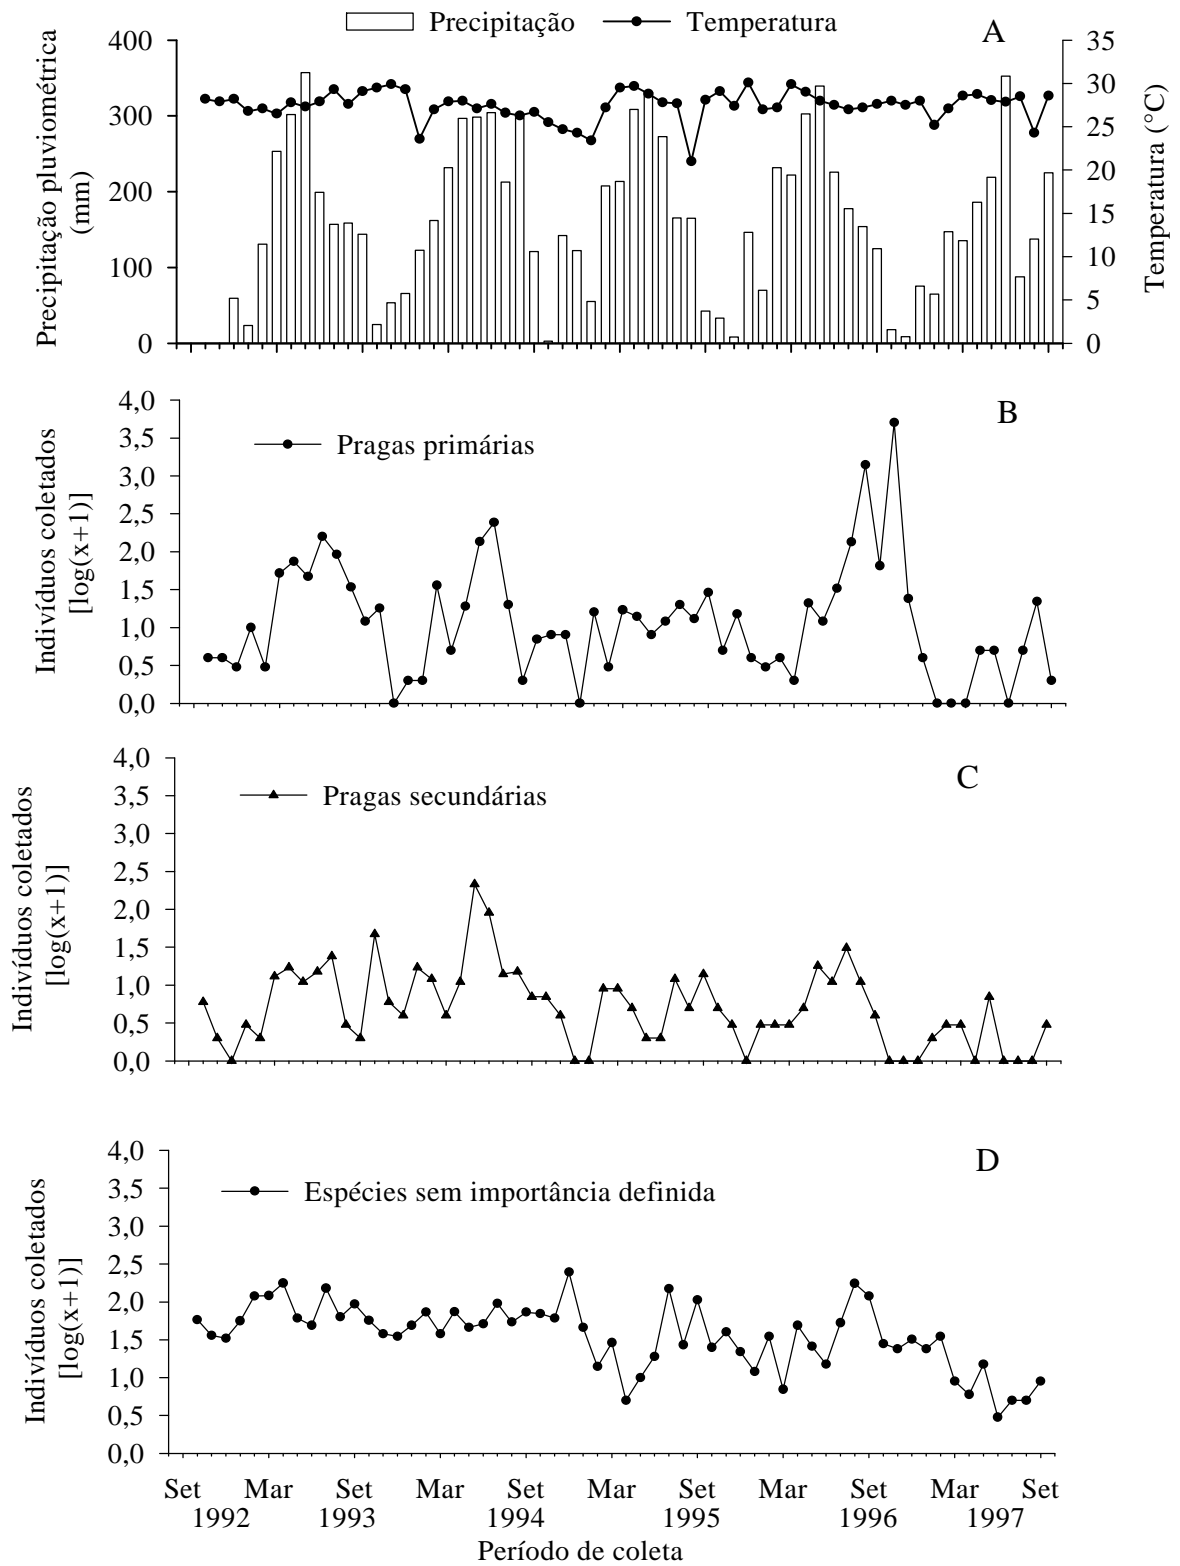 Precipitação Temperatura
A
Precipitação pluviométrica
(mm)
400
300
200
100
0
35
30
25
20
15
10
5
0
Temperatura (°C)
B
Pragas primárias
Indivíduos coletados
[log(x+1)]
4,0
3,5
3,0
2,5
2,0
1,5
1,0
0,5
0,0
C
Pragas secundárias
Indivíduos coletados
[log(x+1)]
4,0
3,5
3,0
2,5
2,0
1,5
1,0
0,5
0,0
D
Espécies sem importância definida
Indivíduos coletados
[log(x+1)]
4,0
3,5
3,0
2,5
2,0
1,5
1,0
0,5
0,0
Set Mar Set Mar Set Mar Set Mar Set Mar Set
1992 1993 1994 1995 1996 1997
Período de coleta